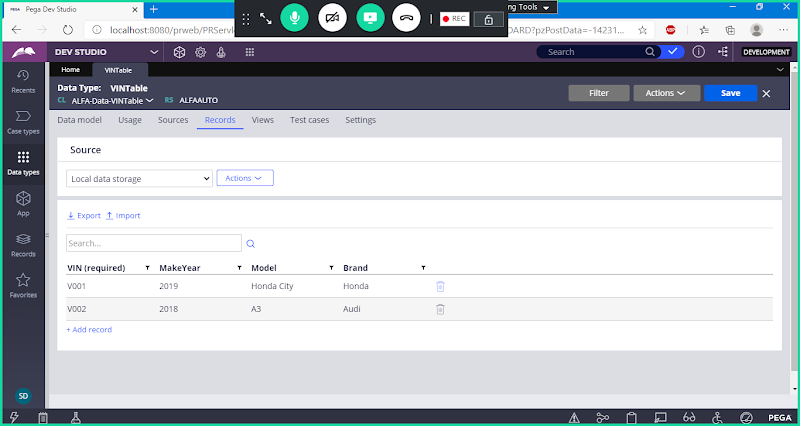 PEGA Pega Dev Studio
localhost:8080/prweb/PRServl
REC
ng Tools
DARD?pzPostData=-14231...
ABP
DEV STUDIO
Search...
DEVELOPMENT
Recents
Case types
Data types
App
Records
Favorites
SD
Home VINTable
Data Type: VINTable
CL ALFA-Data-VINTable RS ALFAAUTO
Filter Actions Save
Data model Usage Sources Records Views Test cases Settings
Source
Local data storage Actions
Export Import
Search...
VIN (required) MakeYear Model Brand
V001 2019 Honda City Honda
V002 2018 A3 Audi
+ Add record
PEGA